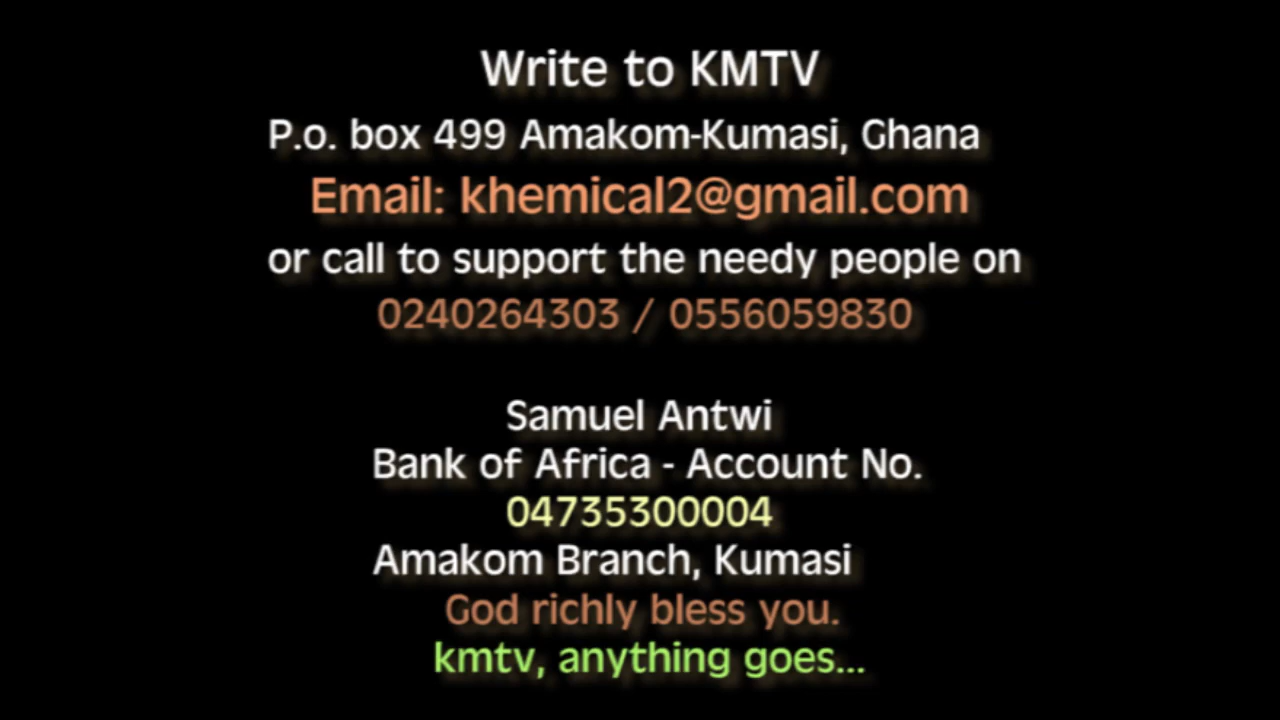 Write to KMTV
P.o. box 499 Amakom-Kumasi, Ghana
Email: khemical2@gmail.com
or call to support the needy people on
0240264303 / 0556059830
Samuel Antwi
Bank of Africa - Account No.
04735300004
Amakom Branch, Kumasi
God richly bless you.
kmtv, anything goes...